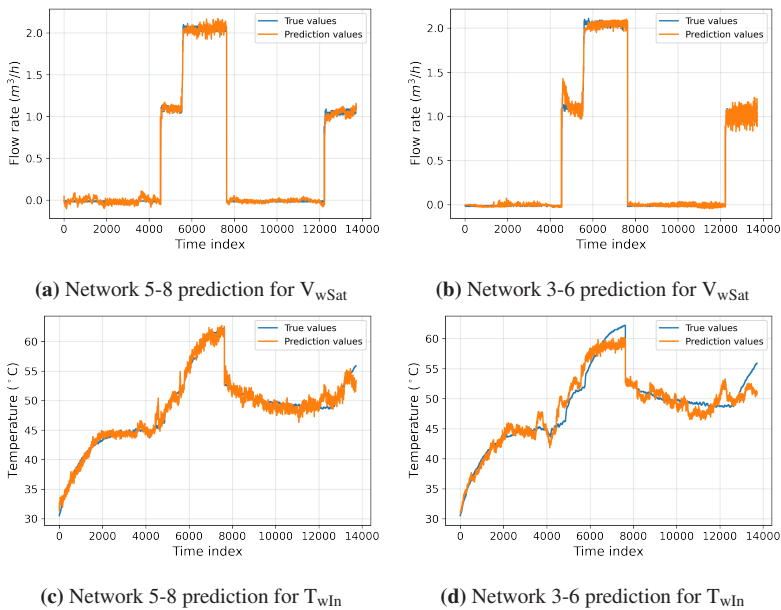 True values
Prediction values
Flow rate (m³/h)
2.0
1.5
1.0
0.5
0.0
0 2000 4000 6000 8000 10000 12000 14000
Time index
(a) Network 5-8 prediction for VwSat
True values
Prediction values
Flow rate (m³/h)
2.0
1.5
1.0
0.5
0.0
0 2000 4000 6000 8000 10000 12000 14000
Time index
(b) Network 3-6 prediction for VwSat
True values
Prediction values
Temperature (°C)
60
55
50
45
40
35
30
0 2000 4000 6000 8000 10000 12000 14000
Time index
(c) Network 5-8 prediction for TwIn
True values
Prediction values
Temperature (°C)
60
55
50
45
40
35
30
0 2000 4000 6000 8000 10000 12000 14000
Time index
(d) Network 3-6 prediction for TwIn